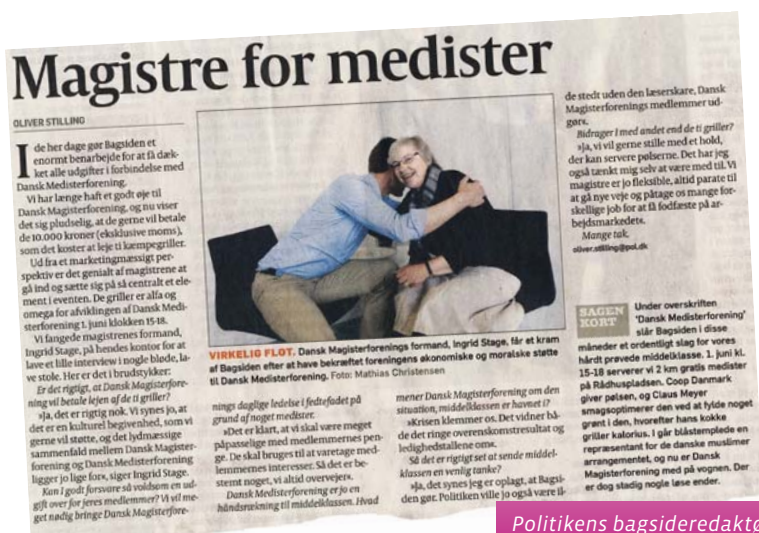 Magistre for medister
OLIVER STILLING
I de her dage gør Bagsiden et
enormt benarbejde for at få dæk-
ket alle udgifter i forbindelse med
Dansk Medisterforening.
Vi har længe haft et godt øje til
Dansk Magisterforening, og nu viser
det sig pludselig, at de gerne vil betale
de 10.000 kroner (eksklusive moms),
som det koster at leje ti kæmpegriller.
Ud fra et marketingmæssigt per-
spektiv er det genialt af magistrene at
gå ind og sætte sig på så centralt et ele-
ment i eventen. De griller er alfa og
omega for afviklingen af Dansk Medi-
sterforening 1. juni klokken 15-18.
Vi fangede magistrenes formand,
Ingrid Stage, på hendes kontor for at
lave et lille interview i nogle bløde, la-
ve stole. Her er det i brudstykker:
Er det rigtigt, at Dansk Magisterfore-
ning vil betale lejen af de ti griller?
»Ja, det er rigtig nok. Vi synes jo, at
det er en kulturel begivenhed, som vi
gerne vil støtte, og det lydmæssige
sammenfald mellem Dansk Magister-
forening og Dansk Medisterforening
ligger jo lige for«, siger Ingrid Stage.
Kan I godt forsvare så voldsom en ud-
gift over for jeres medlemmer? Vi vil me-
get nødig bringe Dansk Magisterfore-
VIRKELIG FLOT. Dansk Magisterforenings formand, Ingrid Stage, får et kram
af Bagsiden efter at have bekræftet foreningens økonomiske og moralske støtte
til Dansk Medisterforening. Foto: Mathias Christensen
nings daglige ledelse i fedtefadet på
grund af noget medister.
»Det er klart, at vi skal være meget
påpasselige med medlemmernes pen-
ge. De skal bruges til at varetage med-
lemmernes interesser. Så det er be-
stemt noget, vi altid overvejer«.
Dansk Medisterforening er jo en
håndsrækning til middelklassen. Hvad
mener Dansk Magisterforening om den
situation, middelklassen er havnet i?
»Krisen klemmer os. Det vidner bå-
de det ringe overenskomstresultat og
ledighedstallene om«.
Så det er rigtigt set at sende middel-
klassen en venlig tanke?
»Ja, det synes jeg er oplagt, at Bagsi-
den gør. Politiken ville jo også være il-
de stedt uden den læserskare, Dansk
Magisterforenings medlemmer ud-
gør«.
Bidrager I med andet end de ti griller?
»Ja, vi vil gerne stille med et hold,
der kan servere pølserne. Det har jeg
også tænkt mig selv at være med til. Vi
magistre er jo fleksible, altid parate til
at gå nye veje og påtage os mange for-
skellige job for at få fodfæste på ar-
bejdsmarkedet«.
Mange tak.
oliver.stilling@pol.dk
SAGEN
KORT
Under overskriften
'Dansk Medisterforening'
slår Bagsiden i disse
måneder et ordentligt slag for vores
hårdt prøvede middelklasse. 1. juni kl.
15-18 serverer vi 2 km gratis medister
på Rådhuspladsen. Coop Danmark
giver pølsen, og Claus Meyer
smagsoptimerer den ved at fylde noget
grønt i den, hvorefter hans kokke
griller kalorius. I går blåstemplede en
repræsentant for de danske muslimer
arrangementet, og nu er Dansk
Magisterforening med på vognen. Der
er dog stadig nogle løse ender.
Politikens bagsideredaktø